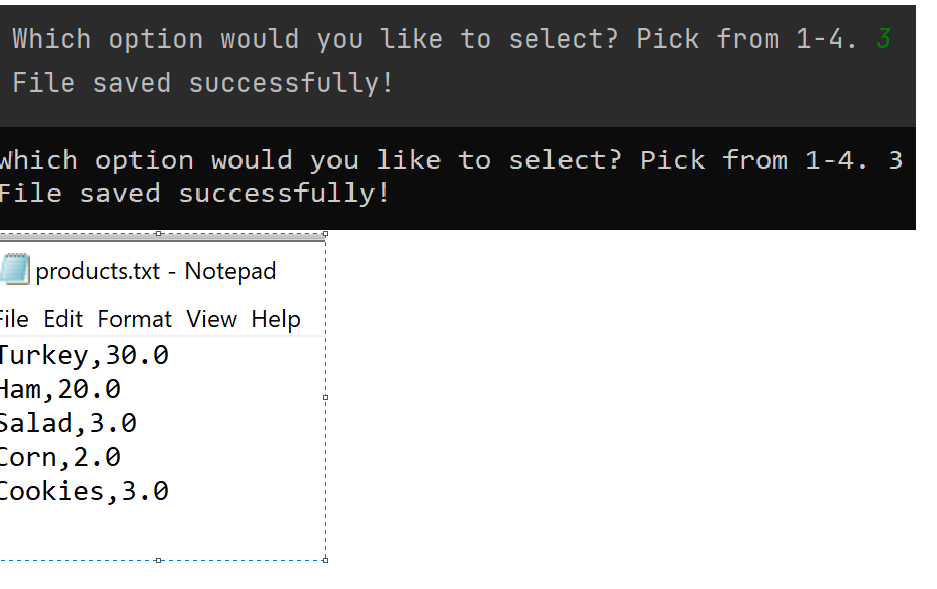 Which option would you like to select? Pick from 1-4. 3
File saved successfully!
Which option would you like to select? Pick from 1-4. 3
File saved successfully!
products.txt - Notepad
File Edit Format View Help
Turkey,30.0
Ham,20.0
Salad,3.0
Corn,2.0
Cookies,3.0